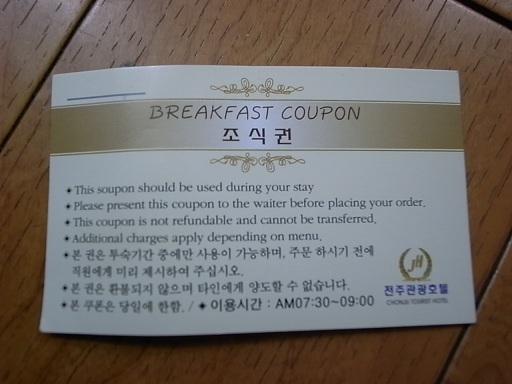 BREAKFAST COUPON
조식권
◆ This soupon should be used during your stay
◆ Please present this coupon to the waiter before placing your order.
◆ This coupon is not refundable and cannot be transferred.
◆ Additional charges apply depending on menu.
◆ 본 권은 투숙기간 중에만 사용이 가능하며, 주문 하시기 전에
직원에게 미리 제시하여 주십시오.
◆ 본 권은 환불되지 않으며 타인에게 양도할 수 없습니다.
◆ 본 쿠폰은 당일에 한함. / ◆ 이용시간 : AM07:30~09:00
JH
전주관광호텔
CHONJU TOURIST HOTEL